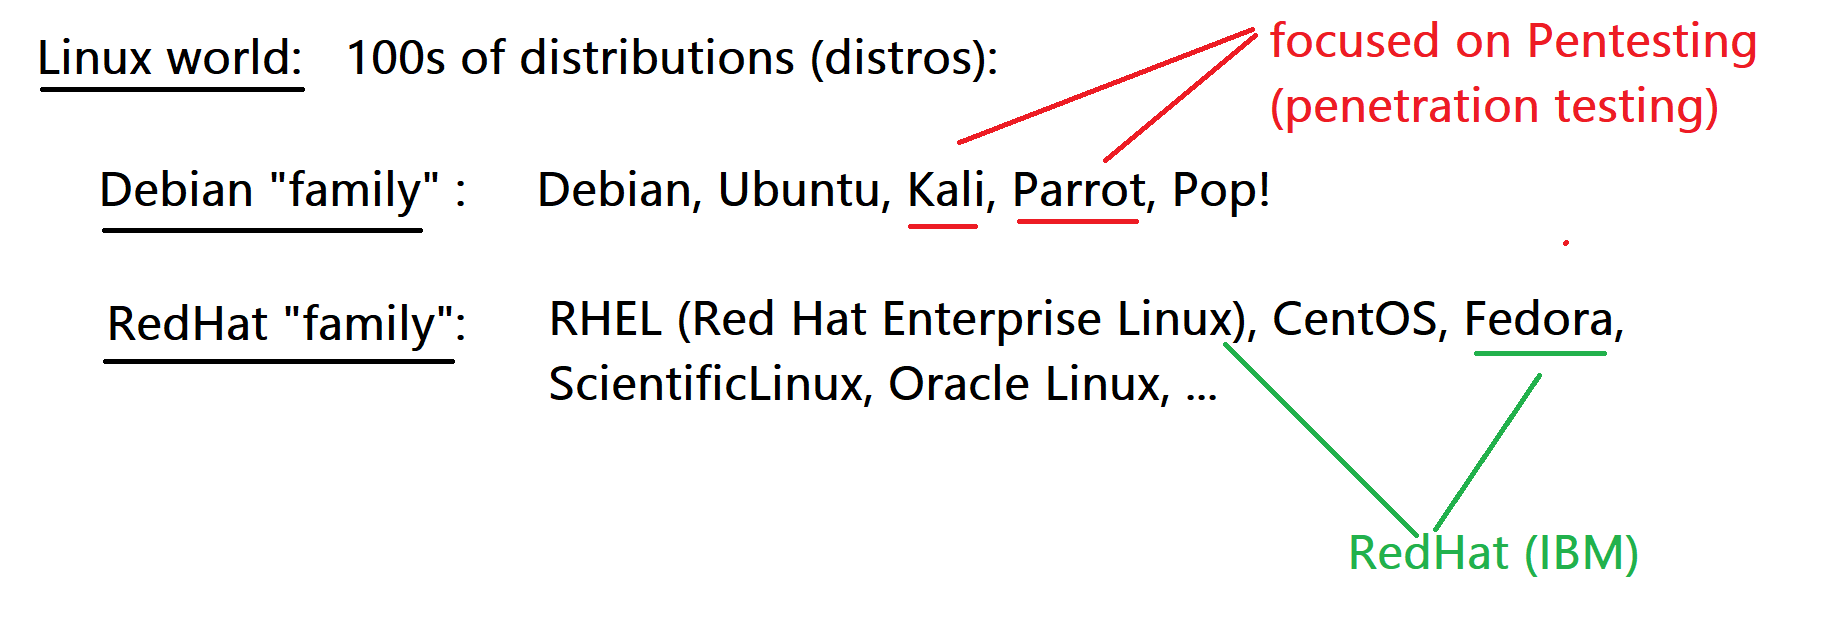 Linux world: 100s of distributions (distros):
focused on Pentesting
(penetration testing)
Debian "family" : Debian, Ubuntu, Kali, Parrot, Pop!
RedHat "family": RHEL (Red Hat Enterprise Linux), CentOS, Fedora,
ScientificLinux, Oracle Linux, ...
RedHat (IBM)